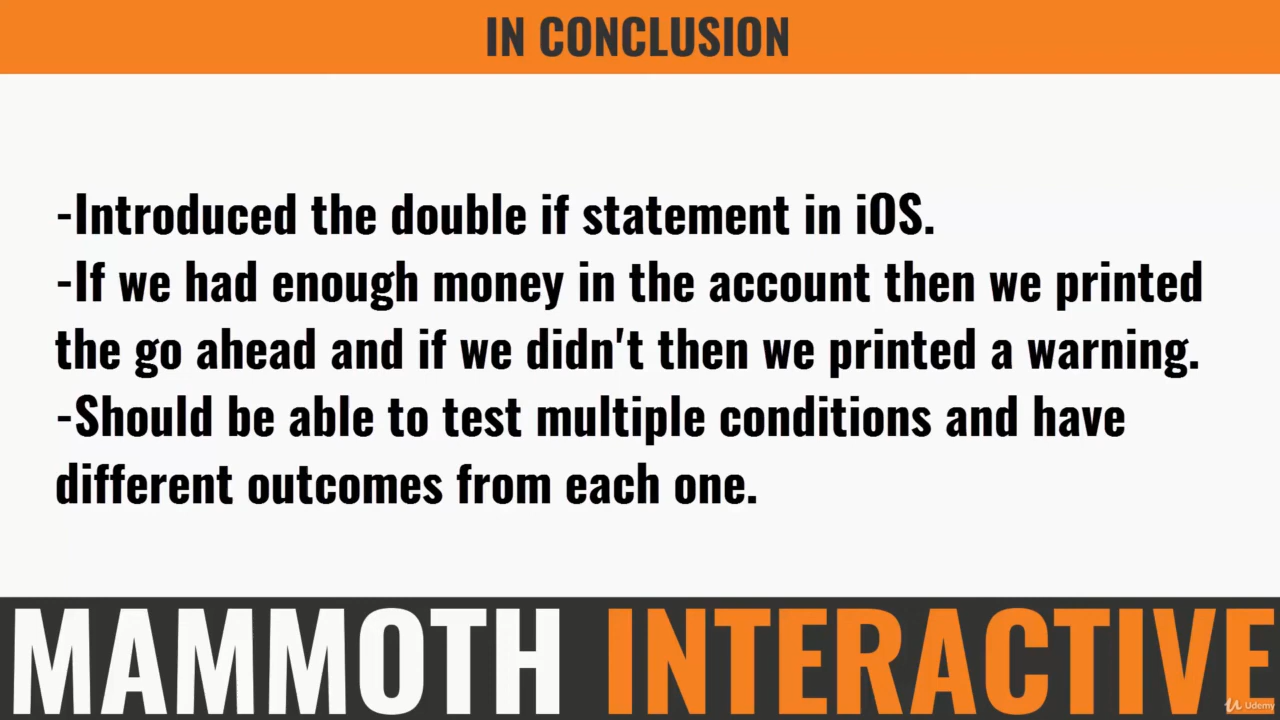 IN CONCLUSION
-Introduced the double if statement in iOS.
-If we had enough money in the account then we printed
the go ahead and if we didn't then we printed a warning.
-Should be able to test multiple conditions and have
different outcomes from each one.
MAMMOTH INTERACTIVE
Udemy